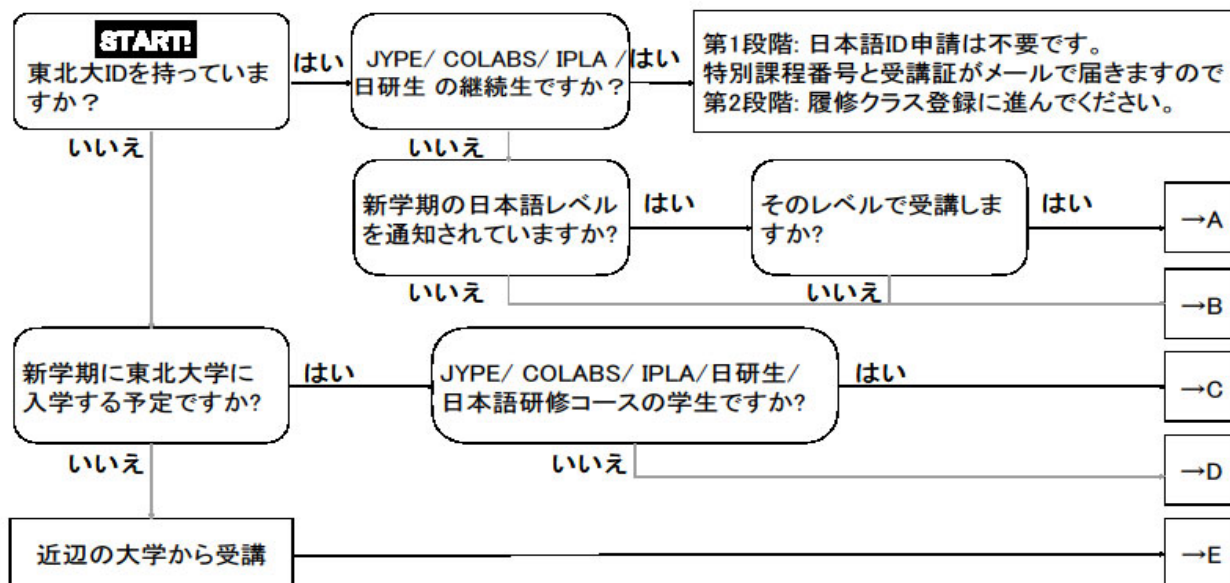 START!
東北大IDを持っていま
すか？
はい
JYPE/ COLABS/ IPLA /
日研生 の継続生ですか？
はい
第1段階: 日本語ID申請は不要です。
特別課程番号と受講証がメールで届きますので
第2段階: 履修クラス登録に進んでください。
いいえ
いいえ
新学期の日本語レベル
を通知されていますか?
はい
そのレベルで受講しま
すか?
はい
→A
いいえ
いいえ
→B
新学期に東北大学に
入学する予定ですか?
はい
JYPE/ COLABS/ IPLA/日研生/
日本語研修コースの学生ですか?
はい
→C
いいえ
いいえ
→D
近辺の大学から受講
→E